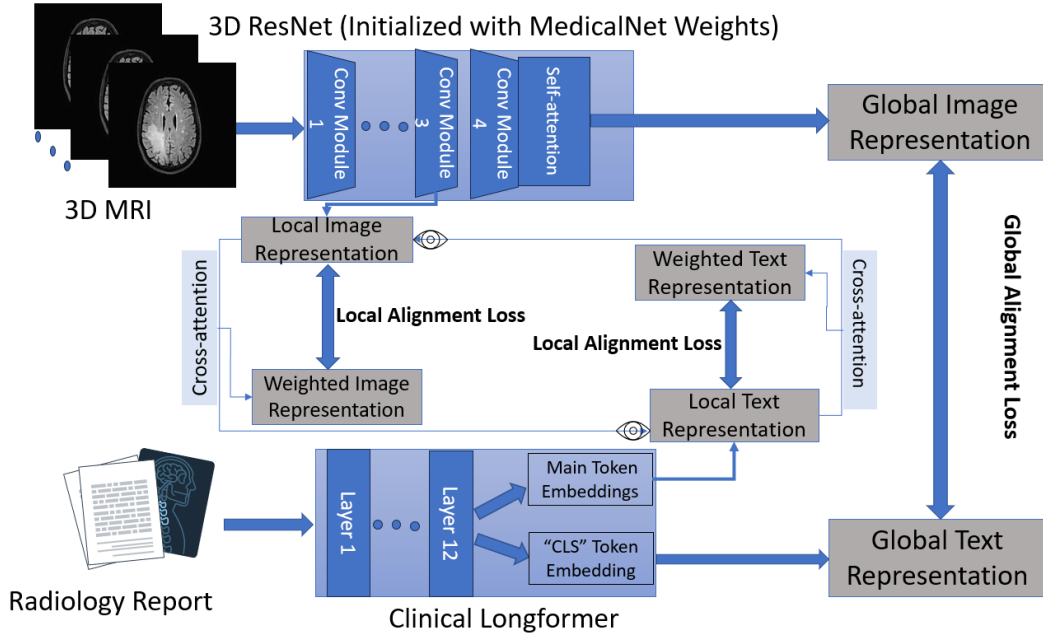 3D ResNet (Initialized with MedicalNet Weights)
3D MRI
Conv Module
1
Conv Module
3
Conv Module
4
Self-attention
Global Image
Representation
Local Image
Representation
Weighted Text
Representation
Cross-attention
Cross-attention
Local Alignment Loss
Local Alignment Loss
Global Alignment
Loss
Weighted Image
Representation
Local Text
Representation
Radiology Report
Layer 1
Layer 12
Main Token
Embeddings
“CLS” Token
Embedding
Global Text
Representation
Clinical Longformer